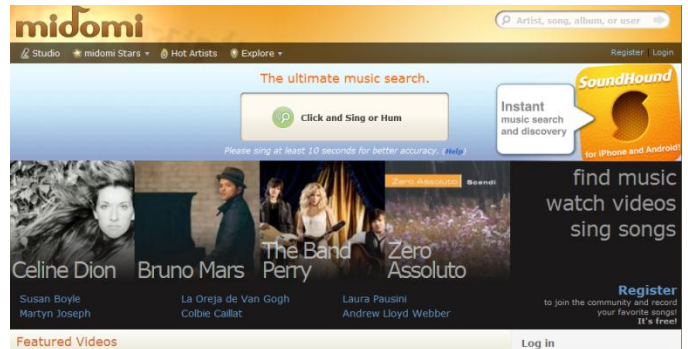 midomi
Artist, song, album, or user
Studio midomi Stars Hot Artists Explore
Register | Login
The ultimate music search.
Click and Sing or Hum
Please sing at least 10 seconds for better accuracy. (Help)
Instant
music search
and discovery
SoundHound
for iPhone and Android!
Celine Dion
Bruno Mars
The Band
Perry
Zero Assoluto Scendi
Zero
Assoluto
find music
watch videos
sing songs
Susan Boyle La Oreja de Van Gogh Laura Pausini
Martyn Joseph Colbie Caillat Andrew Lloyd Webber
Register
to join the community and record
your favorite songs!
It's free!
Featured Videos
Log in